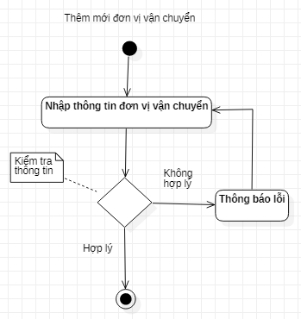 Thêm mới đơn vị vận chuyển
Nhập thông tin đơn vị vận chuyển
Kiểm tra
thông tin
Không
hợp lý
Thông báo lỗi
Hợp lý